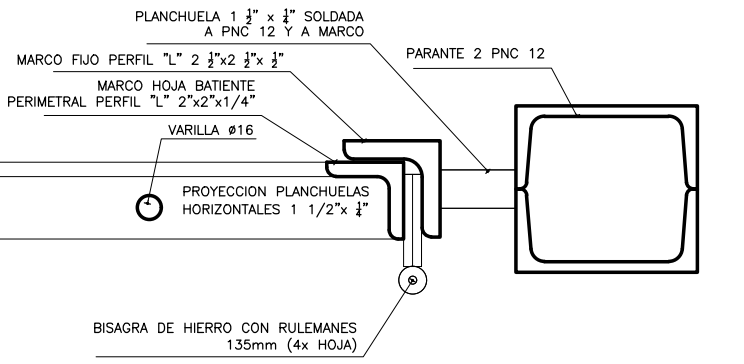 PLANCHUELA 1 ½" x ¼" SOLDADA
A PNC 12 Y A MARCO
MARCO FIJO PERFIL "L" 2 ½"x2 ½"x ½"
PARANTE 2 PNC 12
MARCO HOJA BATIENTE
PERIMETRAL PERFIL "L" 2"x2"x1/4"
VARILLA ø16
PROYECCION PLANCHUELAS
HORIZONTALES 1 1/2"x ¼"
BISAGRA DE HIERRO CON RULEMANES
135mm (4x HOJA)